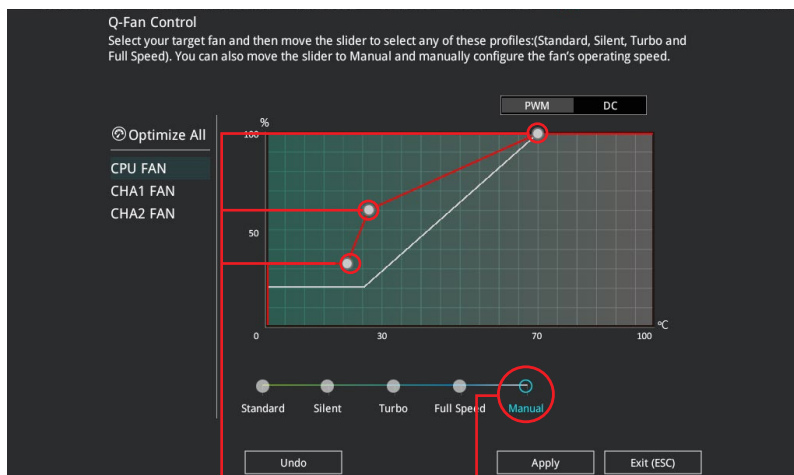 Q-Fan Control
Select your target fan and then move the slider to select any of these profiles:(Standard, Silent, Turbo and
Full Speed). You can also move the slider to Manual and manually configure the fan's operating speed.
PWM DC
%
Optimize All
100
CPU FAN
CHA1 FAN
CHA2 FAN
50
°C
0 30 70 100
Standard Silent Turbo Full Speed Manual
Undo Apply Exit (ESC)